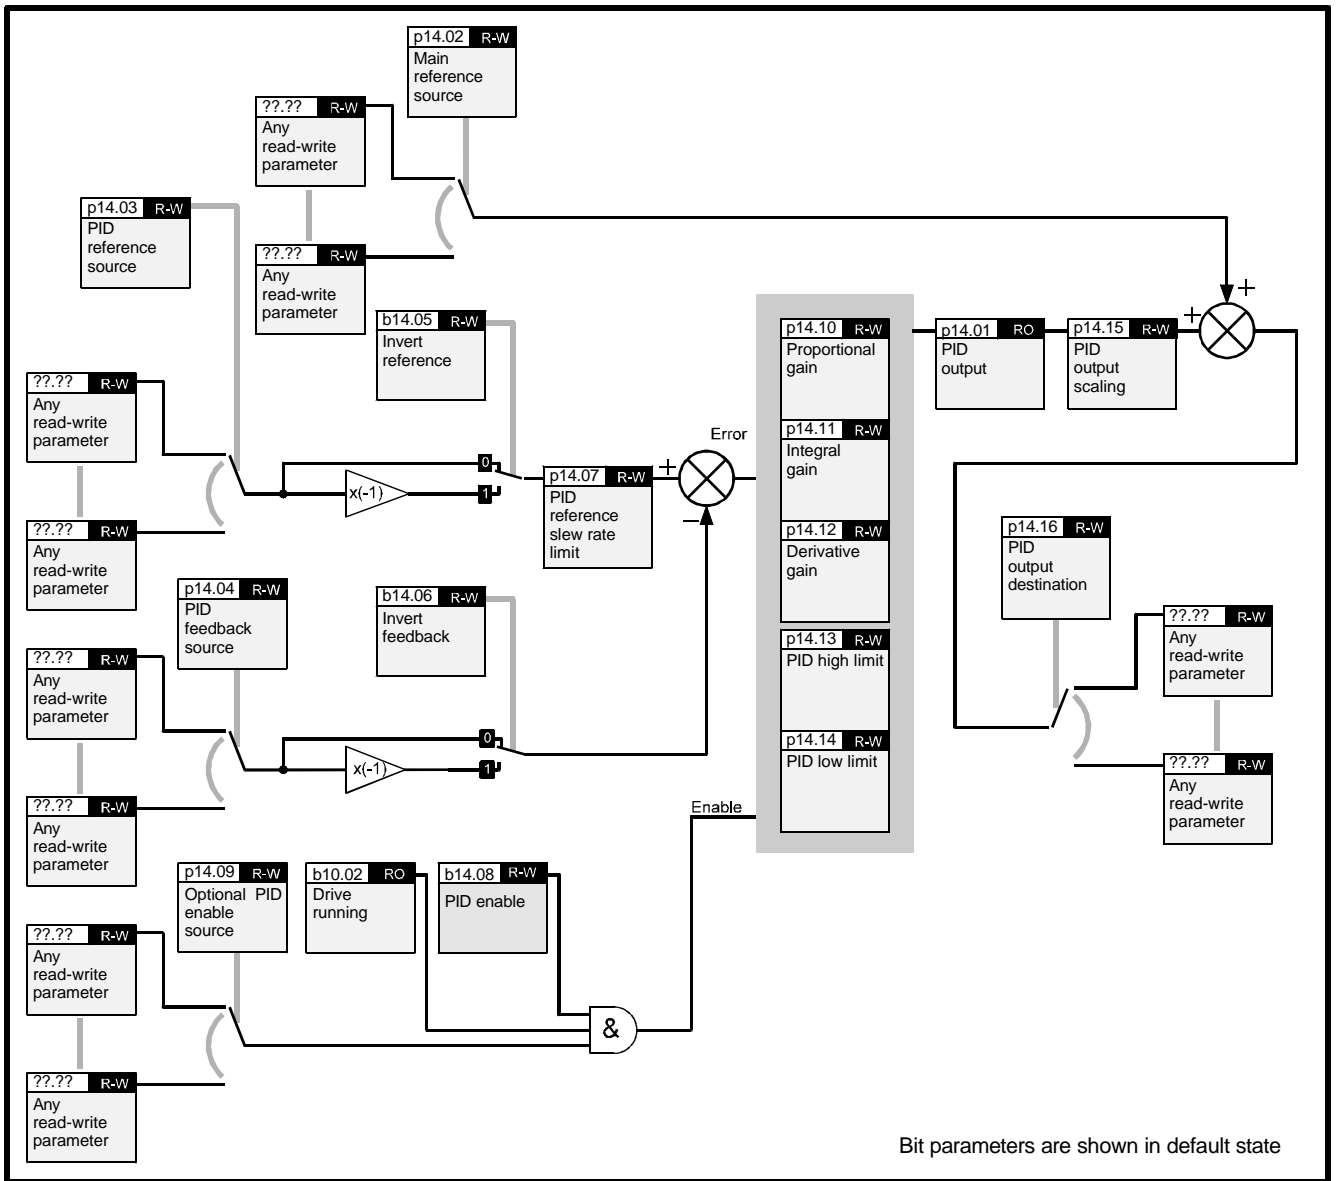 p14.02 R-W
Main
reference
source
??.?? R-W
Any
read-write
parameter
p14.03 R-W
PID
reference
source
??.?? R-W
Any
read-write
parameter
b14.05 R-W
Invert
reference
+
+
p14.10 R-W
Proportional
gain
p14.01 RO
PID
output
p14.15 R-W
PID
output
scaling
??.?? R-W
Any
read-write
parameter
Error
p14.11 R-W
Integral
gain
0
x(-1)
1
p14.07 R-W
PID
reference
slew rate
limit
+
−
??.?? R-W
Any
read-write
parameter
p14.12 R-W
Derivative
gain
p14.16 R-W
PID
output
destination
p14.04 R-W
PID
feedback
source
b14.06 R-W
Invert
feedback
??.?? R-W
Any
read-write
parameter
p14.13 R-W
PID high limit
??.?? R-W
Any
read-write
parameter
0
x(-1)
1
p14.14 R-W
PID low limit
??.?? R-W
Any
read-write
parameter
??.?? R-W
Any
read-write
parameter
Enable
p14.09 R-W
Optional PID
enable
source
b10.02 RO
Drive
running
b14.08 R-W
PID enable
??.?? R-W
Any
read-write
parameter
&
??.?? R-W
Any
read-write
parameter
Bit parameters are shown in default state